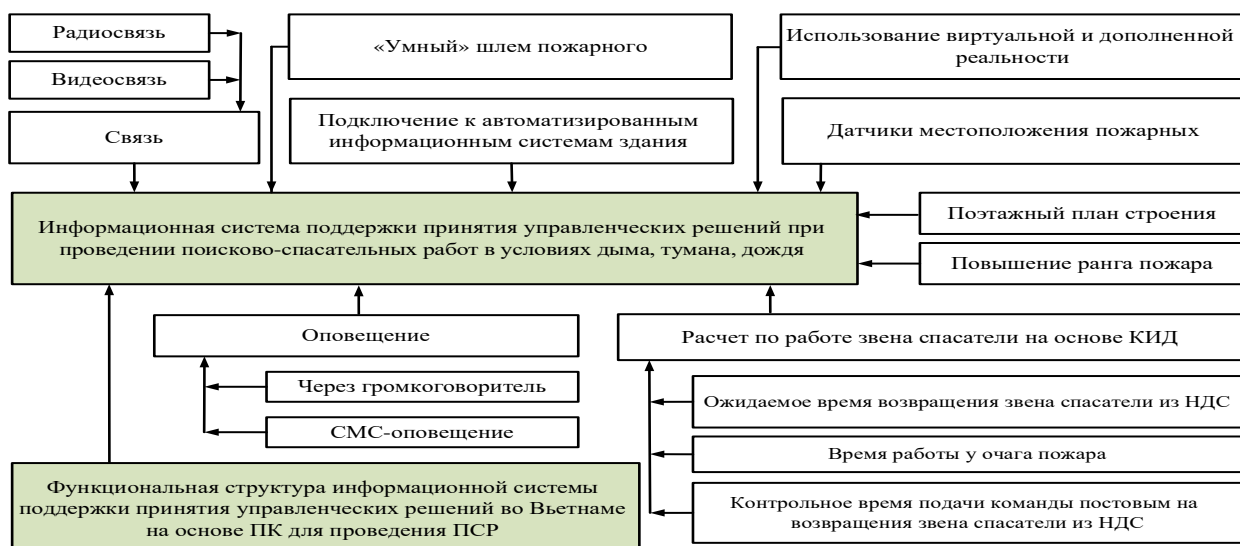 Радиосвязь
Видеосвязь
Связь
«Умный» шлем пожарного
Подключение к автоматизированным
информационным системам здания
Использование виртуальной и дополненной
реальности
Датчики местоположения пожарных
Информационная система поддержки принятия управленческих решений при
проведении поисково-спасательных работ в условиях дыма, тумана, дождя
Поэтажный план строения
Повышение ранга пожара
Оповещение
Через громкоговоритель
СМС-оповещение
Расчет по работе звена спасатели на основе КИД
Ожидаемое время возвращения звена спасатели из НДС
Время работы у очага пожара
Контрольное время подачи команды постовым на
возвращения звена спасатели из НДС
Функциональная структура информационной системы
поддержки принятия управленческих решений во Вьетнаме
на основе ПК для проведения ПСР